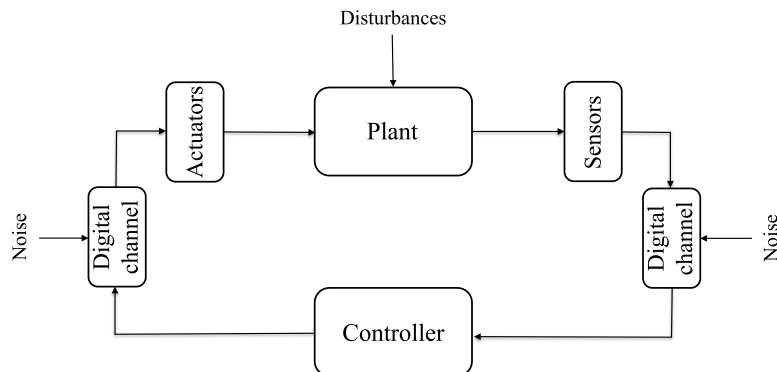 Disturbances
Actuators
Plant
Sensors
Noise
Digital
channel
Digital
channel
Noise
Controller